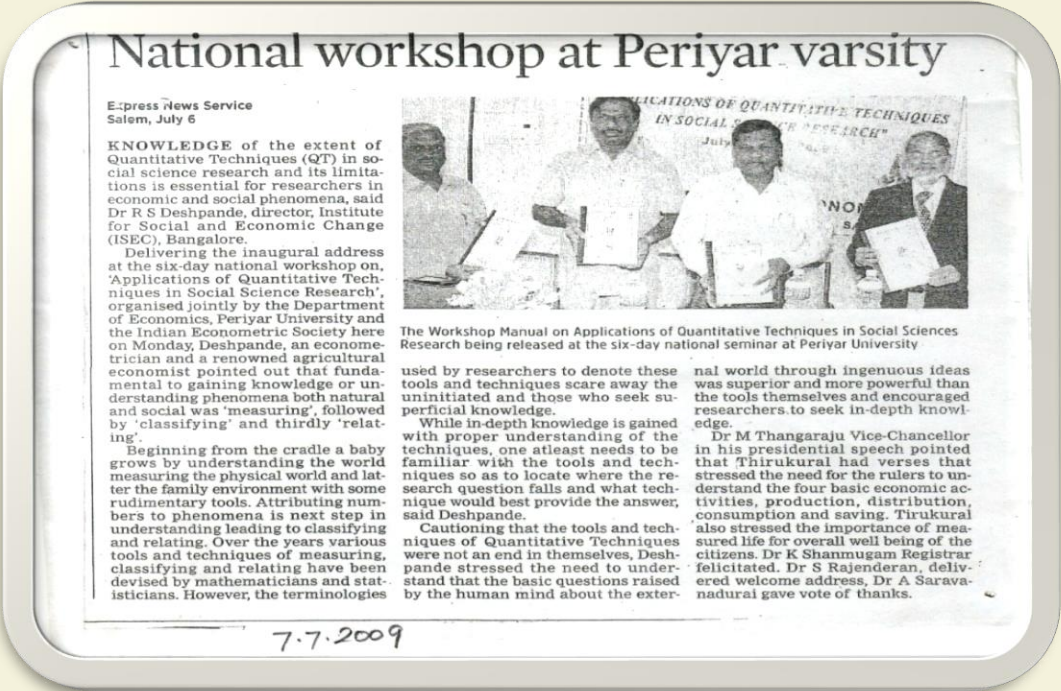 National workshop at Periyar varsity
Express News Service
Salem, July 6
KNOWLEDGE of the extent of
Quantitative Techniques (QT) in so-
cial science research and its limita-
tions is essential for researchers in
economic and social phenomena, said
Dr R S Deshpande, director, Institute
for Social and Economic Change
(ISEC), Bangalore.
Delivering the inaugural address
at the six-day national workshop on,
'Applications of Quantitative Tech-
niques in Social Science Research',
organised jointly by the Department
of Economics, Periyar University and
the Indian Econometric Society here
on Monday, Deshpande, an econome-
trician and a renowned agricultural
economist pointed out that funda-
mental to gaining knowledge or un-
derstanding phenomena both natural
and social was 'measuring', followed
by 'classifying' and thirdly 'relat-
ing'.
Beginning from the cradle a baby
grows by understanding the world
measuring the physical world and lat-
ter the family environment with some
rudimentary tools. Attributing num-
bers to phenomena is next step in
understanding leading to classifying
and relating. Over the years various
tools and techniques of measuring,
classifying and relating have been
devised by mathematicians and stat-
isticians. However, the terminologies
LICATIONS OF QUANTITATIVE TECHNIQUES
IN SOCIAL RESEARCH"
July
The Workshop Manual on Applications of Quantitative Techniques in Social Sciences
Research being released at the six-day national seminar at Periyar University
used by researchers to denote these
tools and techniques scare away the
uninitiated and those who seek su-
perficial knowledge.
While in-depth knowledge is gained
with proper understanding of the
techniques, one atleast needs to be
familiar with the tools and tech-
niques so as to locate where the re-
search question falls and what tech-
nique would best provide the answer,
said Deshpande.
Cautioning that the tools and tech-
niques of Quantitative Techniques
were not an end in themselves, Desh-
pande stressed the need to under-
stand that the basic questions raised
by the human mind about the exter-
nal world through ingenuous ideas
was superior and more powerful than
the tools themselves and encouraged
researchers to seek in-depth knowl-
edge.
Dr M Thangaraju Vice-Chancellor
in his presidential speech pointed
that Thirukural had verses that
stressed the need for the rulers to un-
derstand the four basic economic ac-
tivities, production, distribution,
consumption and saving. Tirukural
also stressed the importance of mea-
sured life for overall well being of the
citizens. Dr K Shanmugam Registrar
felicitated. Dr S Rajenderan, deliv-
ered welcome address, Dr A Sarava-
nadurai gave vote of thanks.
7.7.2009